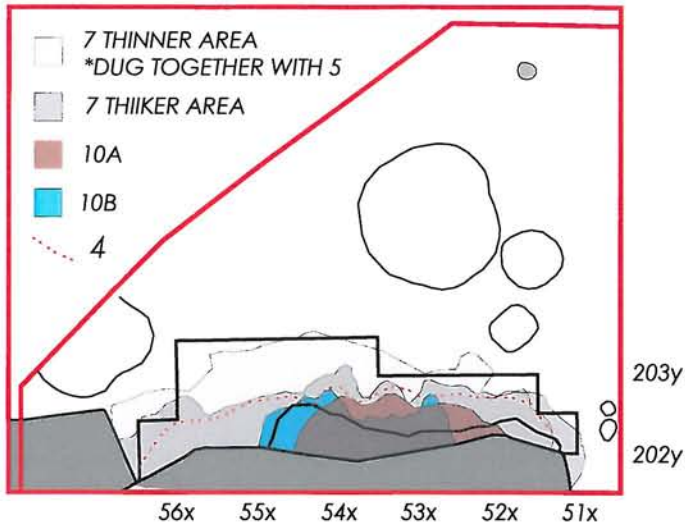 7 THINNER AREA
*DUG TOGETHER WITH 5
7 THIIKER AREA
10A
10B
4
203y
202y
56x 55x 54x 53x 52x 51x